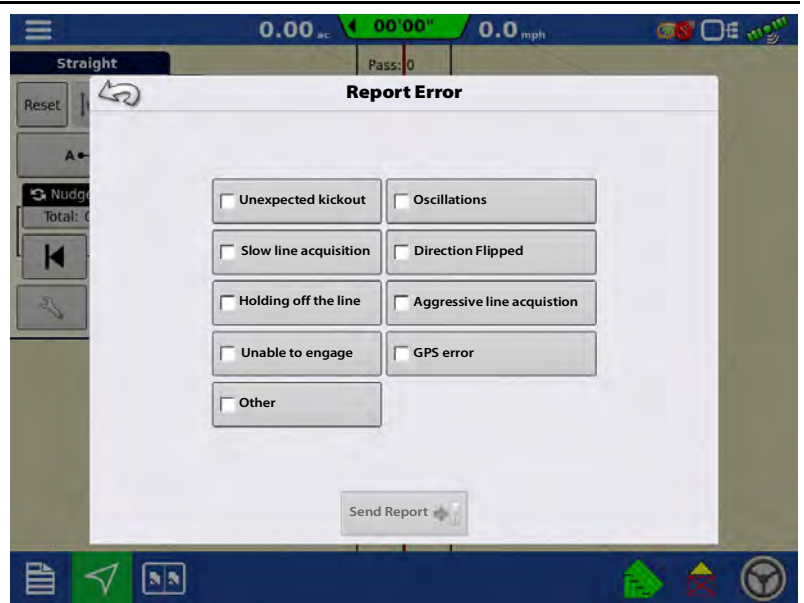 0.00 ac 00'00" 0.0 mph
Straight
Pass: 0
Report Error
Reset
A
Nudge
Total:
Unexpected kickout
Oscillations
Slow line acquisition
Direction Flipped
Holding off the line
Aggressive line acquistion
Unable to engage
GPS error
Other
Send Report